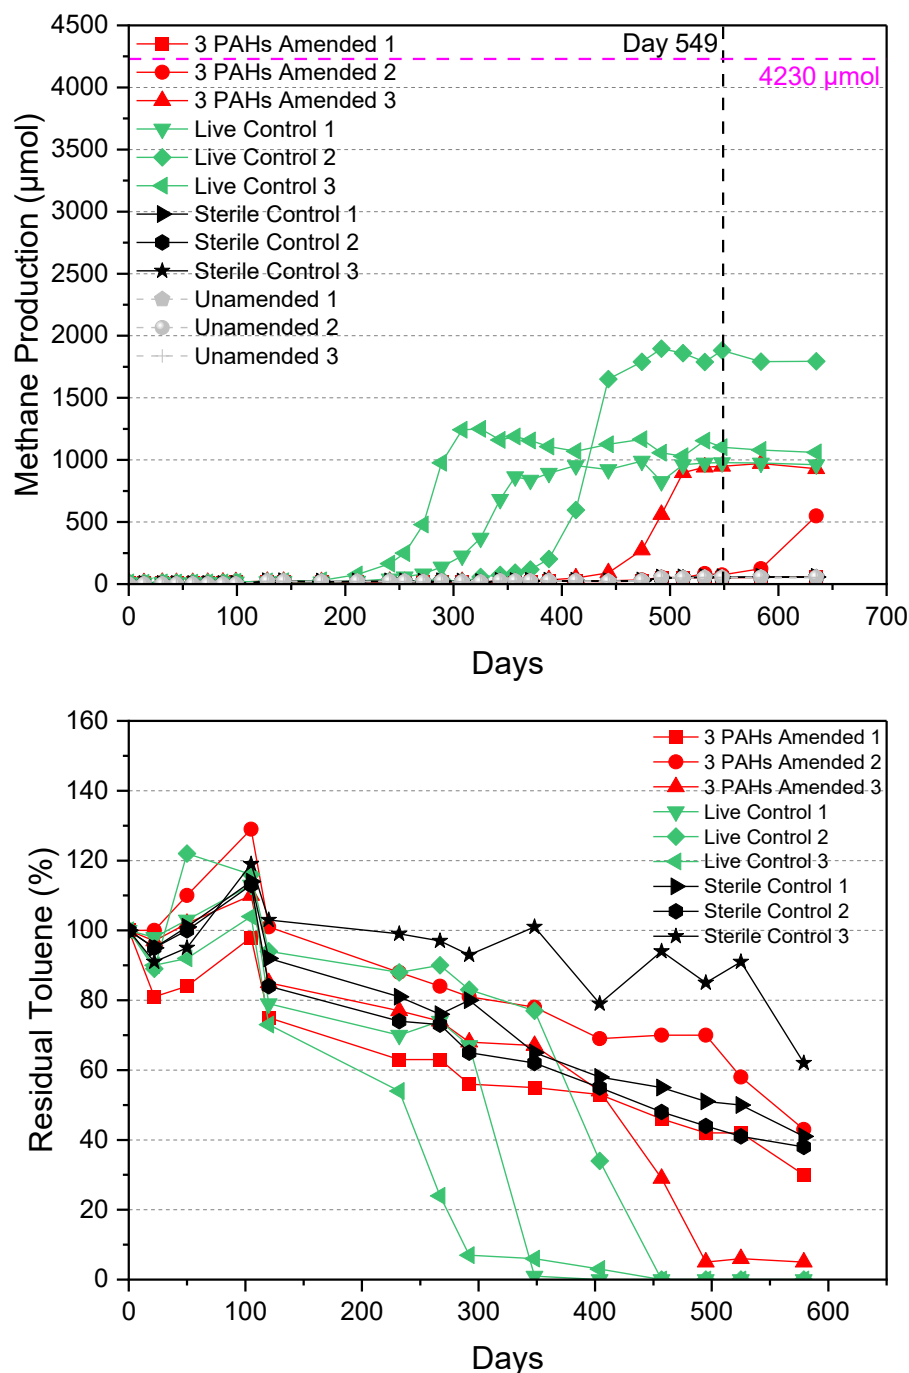 4500
4000
3500
3000
2500
2000
1500
1000
500
0
Methane Production (μmol)
3 PAHs Amended 1
3 PAHs Amended 2
3 PAHs Amended 3
Live Control 1
Live Control 2
Live Control 3
Sterile Control 1
Sterile Control 2
Sterile Control 3
Unamended 1
Unamended 2
Unamended 3
Day 549
4230 μmol
0 100 200 300 400 500 600 700
Days
160
140
120
100
80
60
40
20
0
Residual Toluene (%)
3 PAHs Amended 1
3 PAHs Amended 2
3 PAHs Amended 3
Live Control 1
Live Control 2
Live Control 3
Sterile Control 1
Sterile Control 2
Sterile Control 3
0 100 200 300 400 500 600
Days